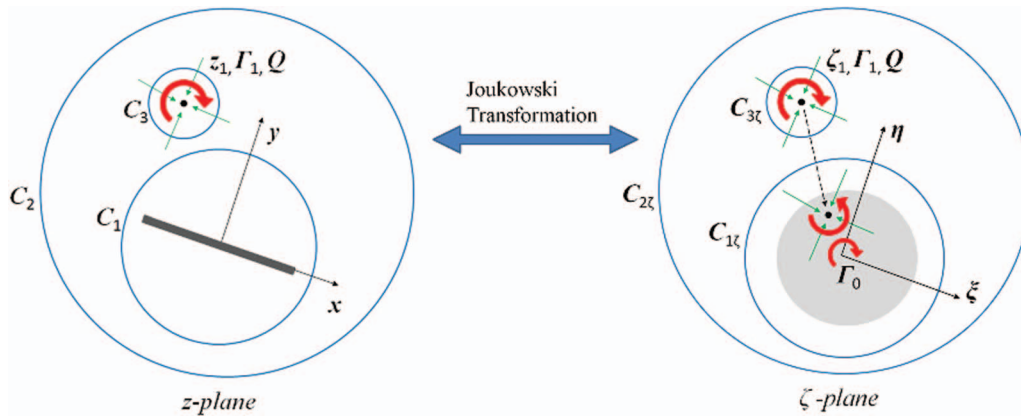 z₁, Γ₁, Q
C₃
y
C₂
C₁
x
z-plane
Joukowski
Transformation
ζ₁, Γ₁, Q
C₃ζ
η
C₂ζ
C₁ζ
Γ₀
ξ
ζ -plane